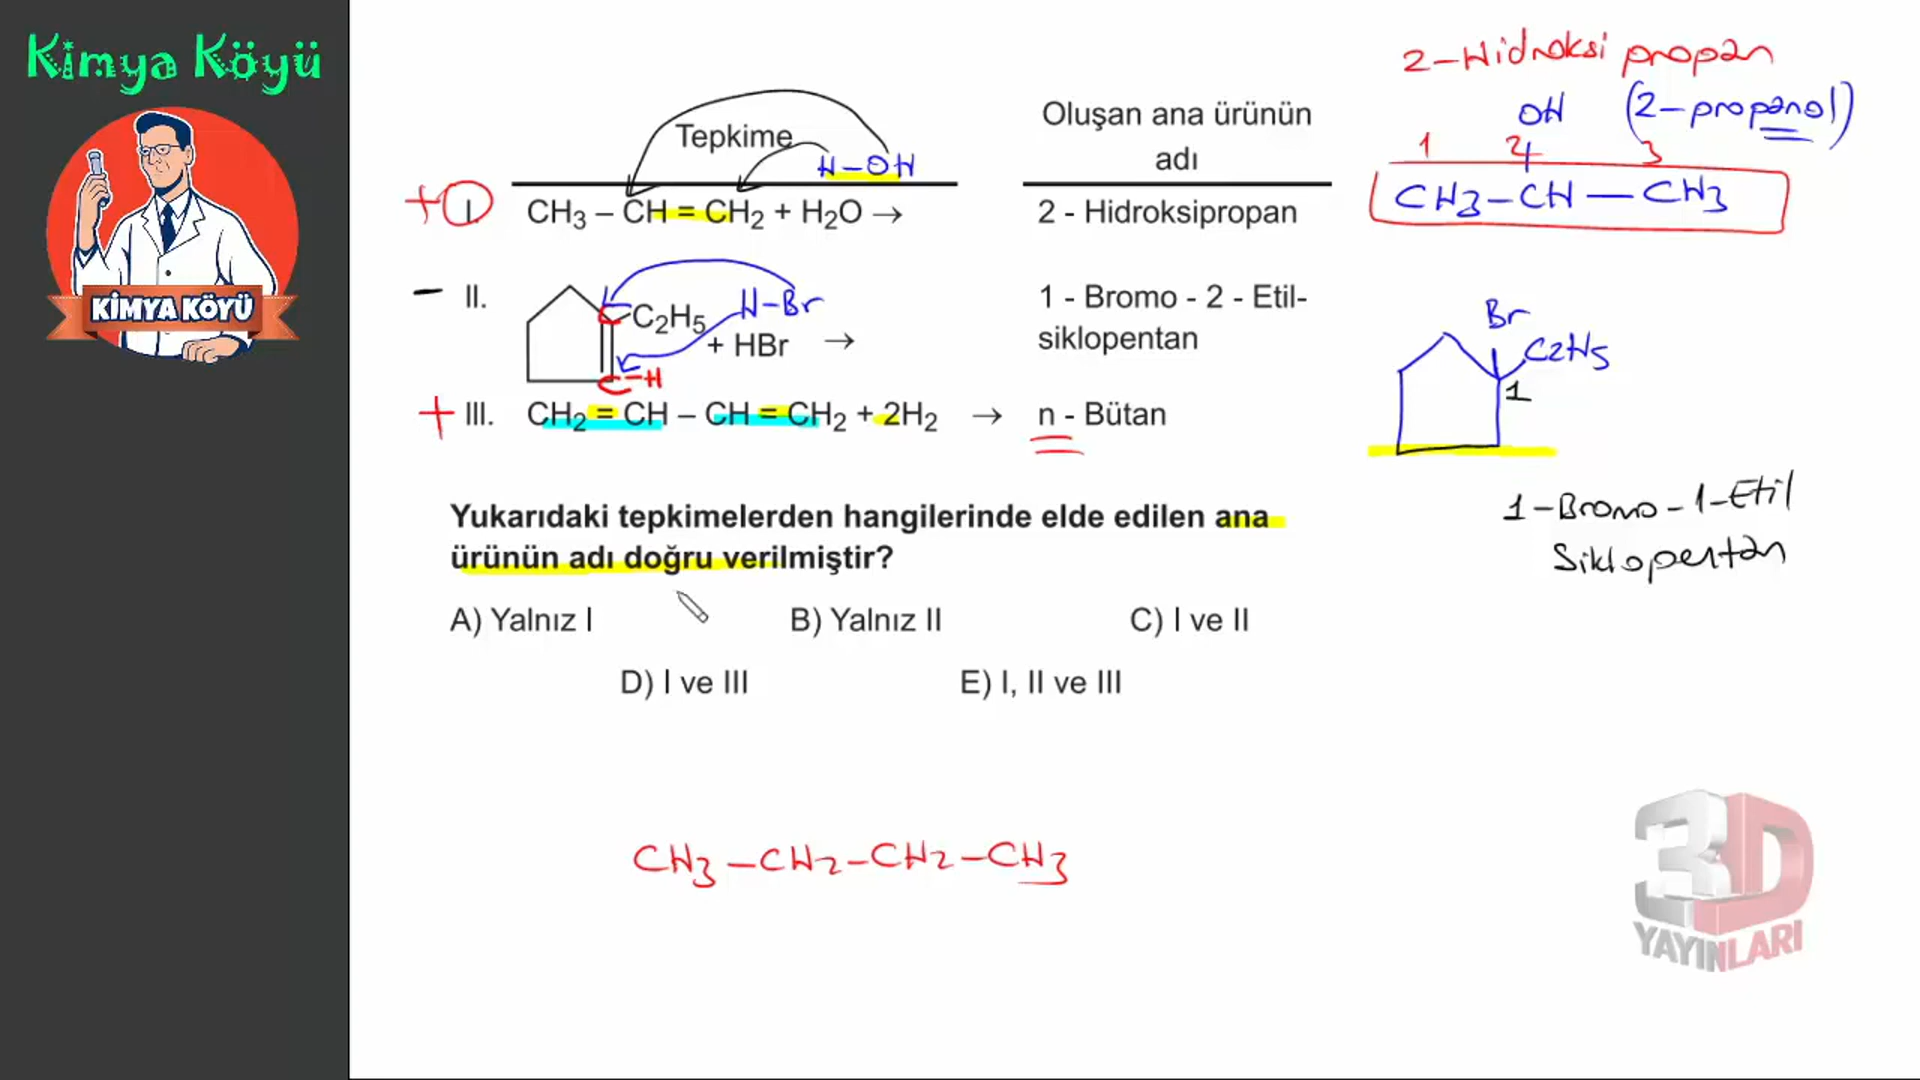 Kimya Köyü
KİMYA KÖYÜ
2-Hidroksi propan
(2-propanol)
OH
1 2 3
CH3-CH-CH3
Tepkime
Oluşan ana ürünün
adı
H-OH
+ I. CH3 – CH = CH2 + H2O → 2 - Hidroksipropan
- II. C2H5 + HBr → 1 - Bromo - 2 - Etil-
siklopentan
H-Br
C
C-H
Br
C2H5
1
+ III. CH2 = CH – CH = CH2 + 2H2 → n - Bütan
1-Bromo-1-Etil
Siklopentan
Yukarıdaki tepkimelerden hangilerinde elde edilen ana
ürünün adı doğru verilmiştir?
A) Yalnız I B) Yalnız II C) I ve II
D) I ve III E) I, II ve III
CH3-CH2-CH2-CH3
3D
YAYINLARI